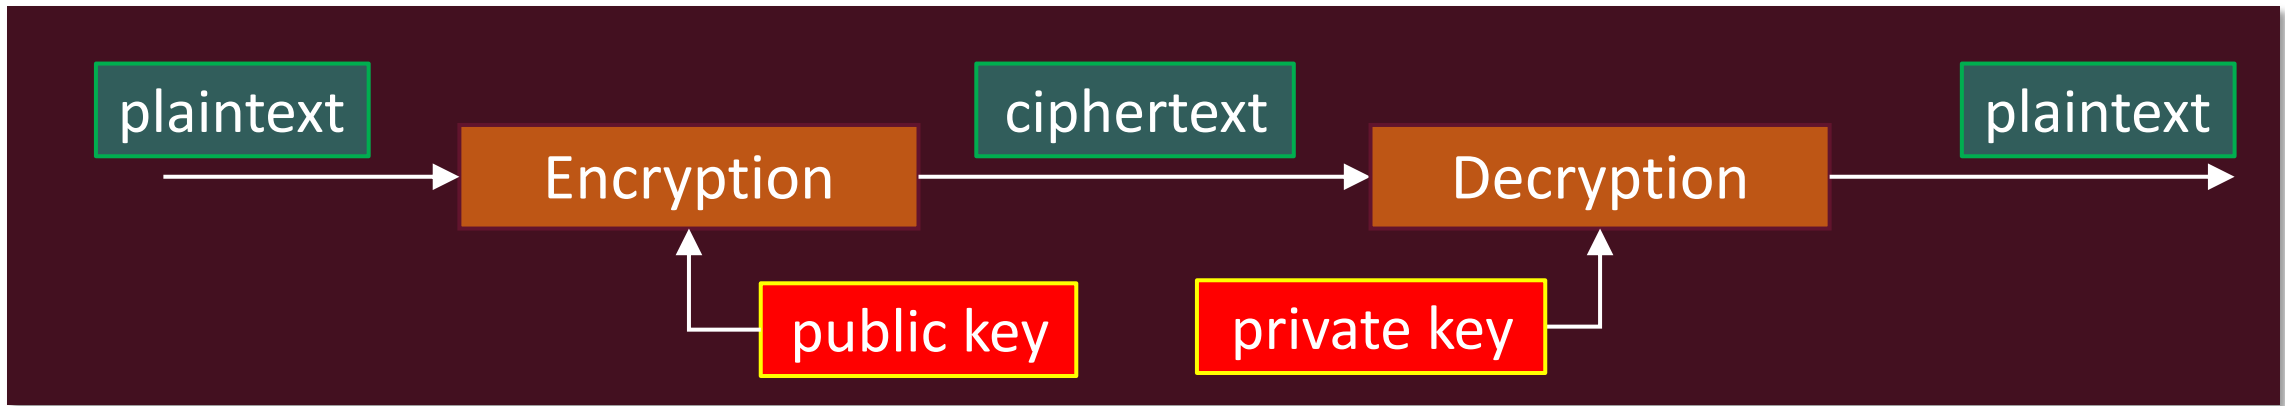 plaintext
Encryption
ciphertext
Decryption
plaintext
public key
private key